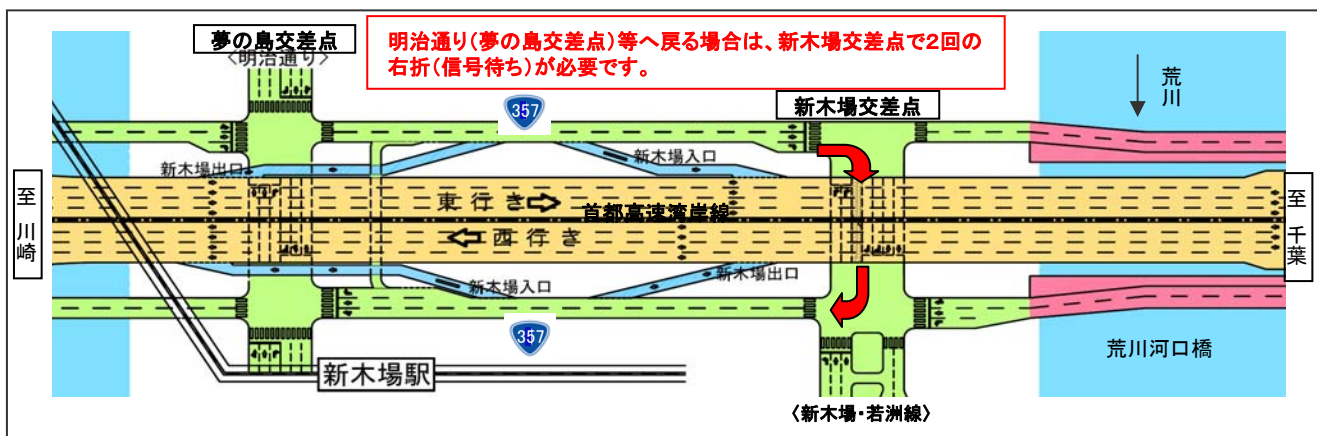 夢の島交差点
〈明治通り〉
明治通り(夢の島交差点)等へ戻る場合は、新木場交差点で2回の
右折(信号待ち)が必要です。
荒川
357
新木場交差点
新木場出口
新木場入口
至 川崎
東行き
首都高速湾岸線
西行き
至 千葉
新木場入口
新木場出口
357
新木場駅
荒川河口橋
〈新木場・若洲線〉